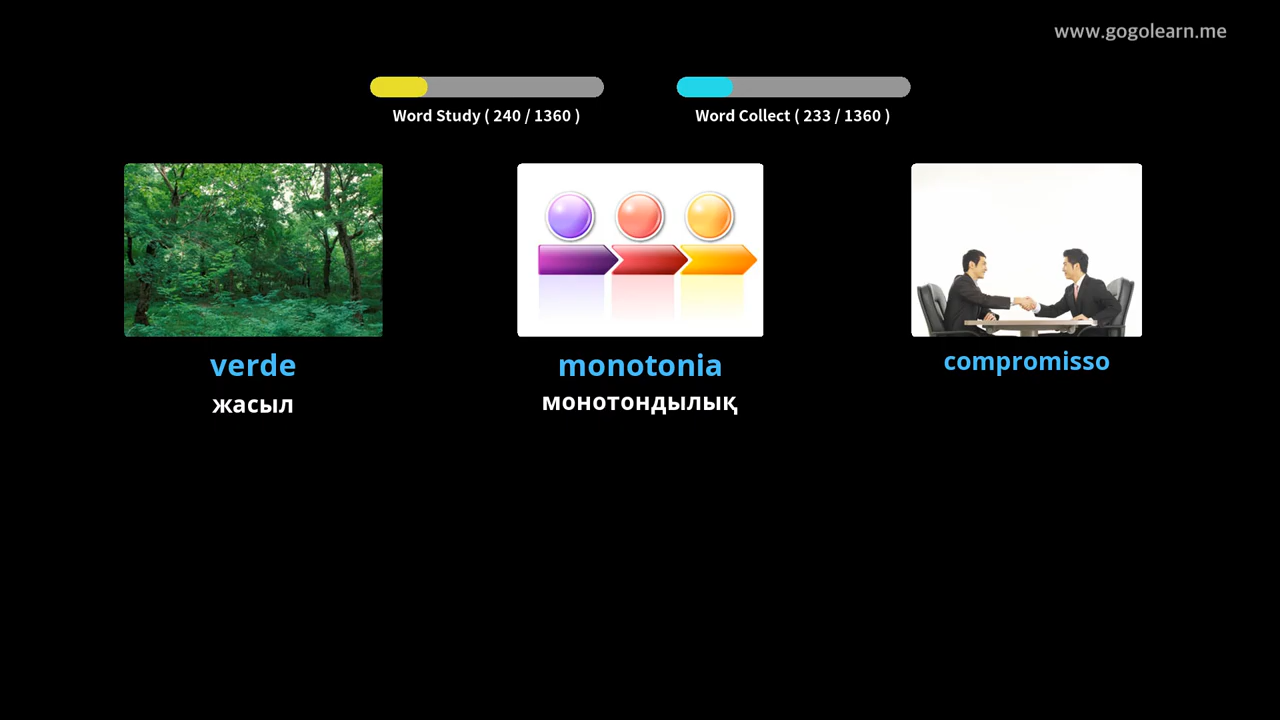 www.gogolearn.me
Word Study ( 240 / 1360 )
Word Collect ( 233 / 1360 )
verde
жасыл
monotonia
монотондылық
compromisso